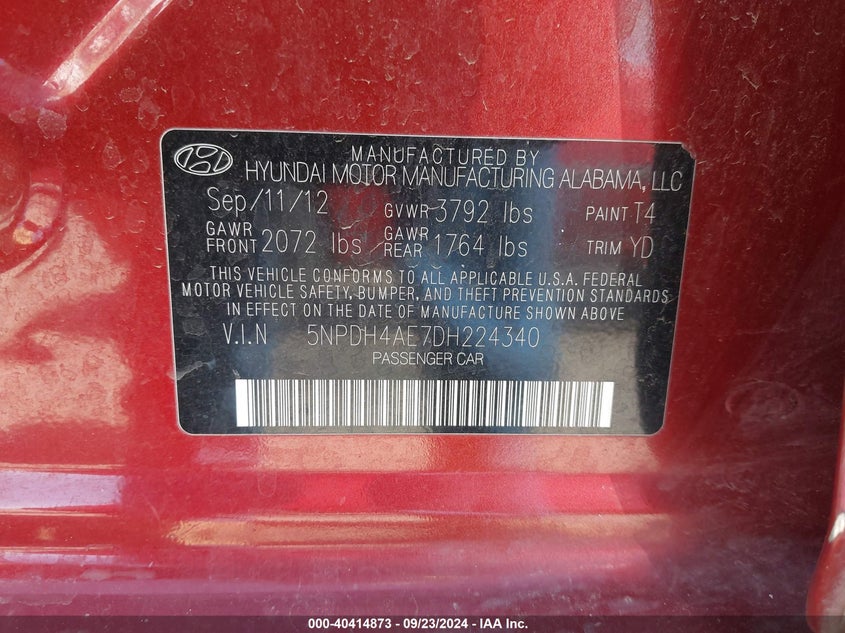 MANUFACTURED BY
HYUNDAI MOTOR MANUFACTURING ALABAMA, LLC
Sep/11/12 GVWR 3792 lbs PAINT T4
GAWR FRONT 2072 lbs GAWR REAR 1764 lbs TRIM YD
THIS VEHICLE CONFORMS TO ALL APPLICABLE U.S.A. FEDERAL
MOTOR VEHICLE SAFETY, BUMPER, AND THEFT PREVENTION STANDARDS
IN EFFECT ON THE DATE OF MANUFACTURE SHOWN ABOVE
V.I.N 5NPDH4AE7DH224340
PASSENGER CAR
000-40414873 - 09/23/2024 - IAA Inc.